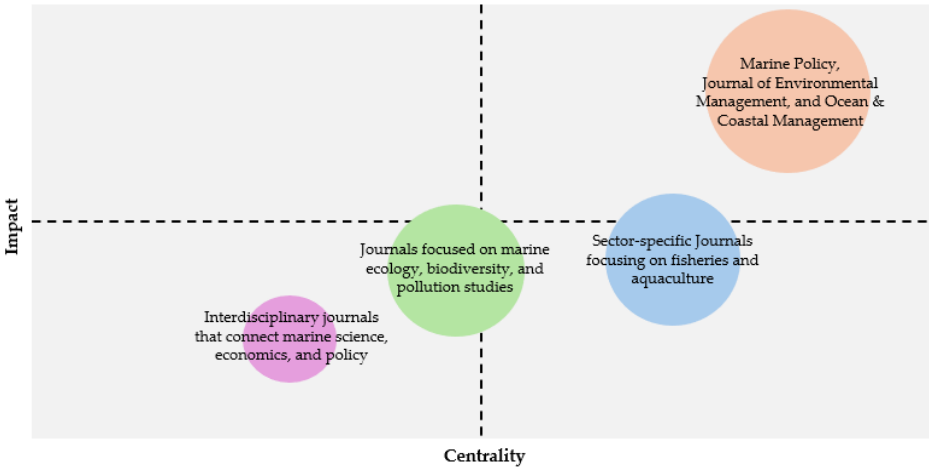 Marine Policy,
Journal of Environmental
Management, and Ocean &
Coastal Management
Impact
Journals focused on marine
ecology, biodiversity, and
pollution studies
Sector-specific Journals
focusing on fisheries and
aquaculture
Interdisciplinary journals
that connect marine science,
economics, and policy
Centrality